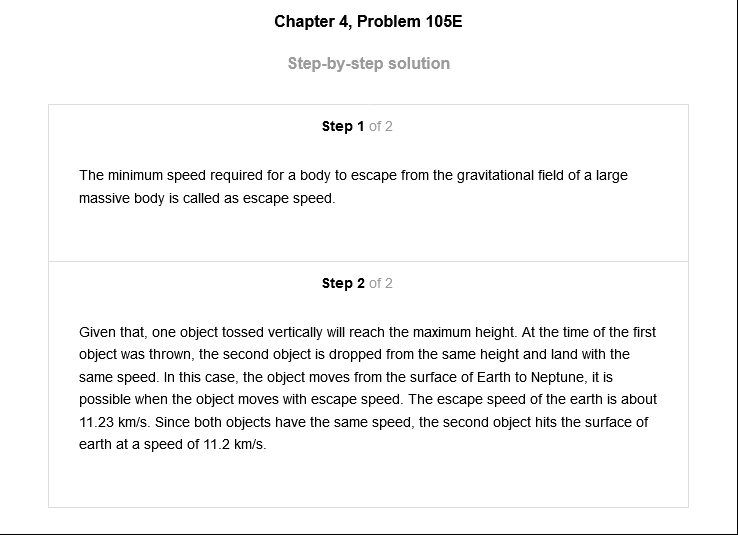 Chapter 4, Problem 105E
Step-by-step solution
Step 1 of 2
The minimum speed required for a body to escape from the gravitational field of a large
massive body is called as escape speed.
Step 2 of 2
Given that, one object tossed vertically will reach the maximum height. At the time of the first
object was thrown, the second object is dropped from the same height and land with the
same speed. In this case, the object moves from the surface of Earth to Neptune, it is
possible when the object moves with escape speed. The escape speed of the earth is about
11.23 km/s. Since both objects have the same speed, the second object hits the surface of
earth at a speed of 11.2 km/s.